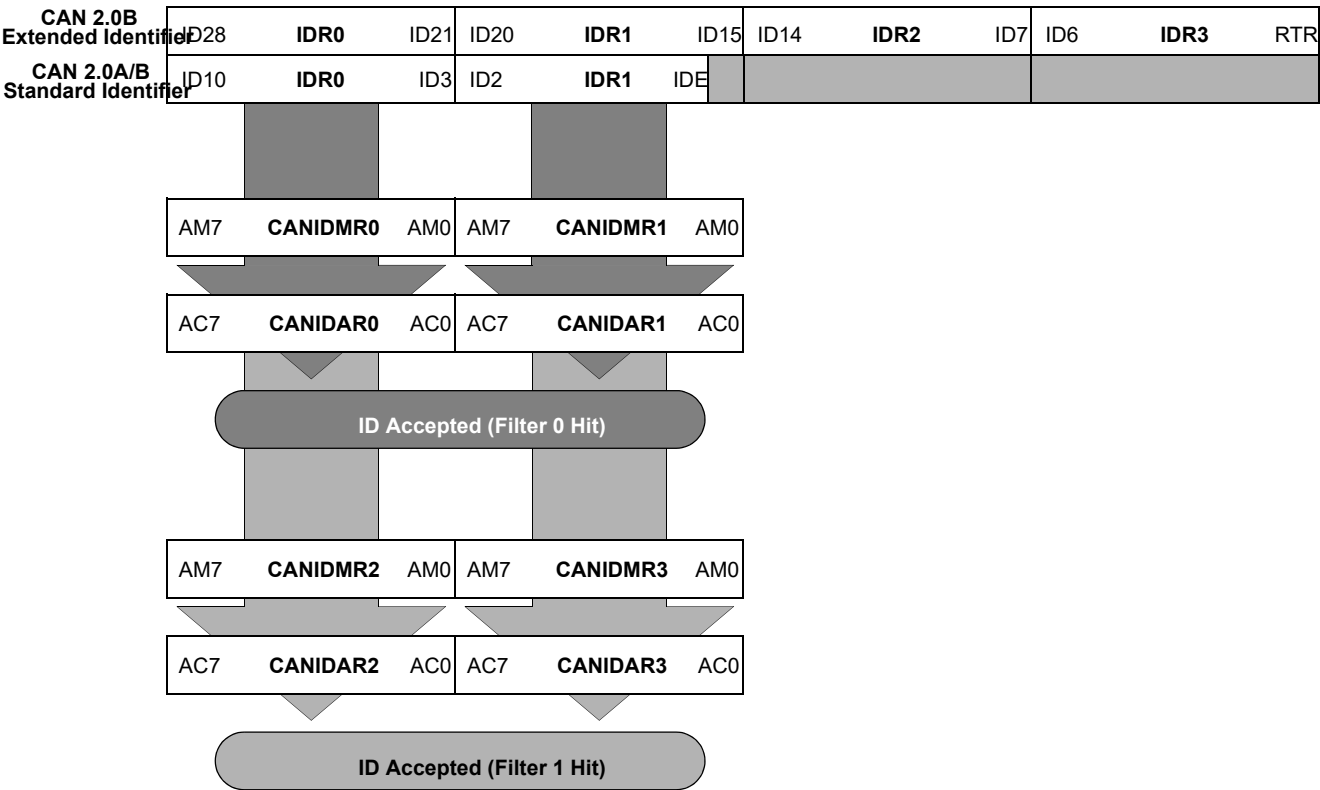 CAN 2.0B
Extended Identifier ID28 IDR0 ID21 ID20 IDR1 ID15 ID14 IDR2 ID7 ID6 IDR3 RTR
CAN 2.0A/B
Standard Identifier ID10 IDR0 ID3 ID2 IDR1 IDE
AM7 CANIDMR0 AM0 AM7 CANIDMR1 AM0
AC7 CANIDAR0 AC0 AC7 CANIDAR1 AC0
ID Accepted (Filter 0 Hit)
AM7 CANIDMR2 AM0 AM7 CANIDMR3 AM0
AC7 CANIDAR2 AC0 AC7 CANIDAR3 AC0
ID Accepted (Filter 1 Hit)